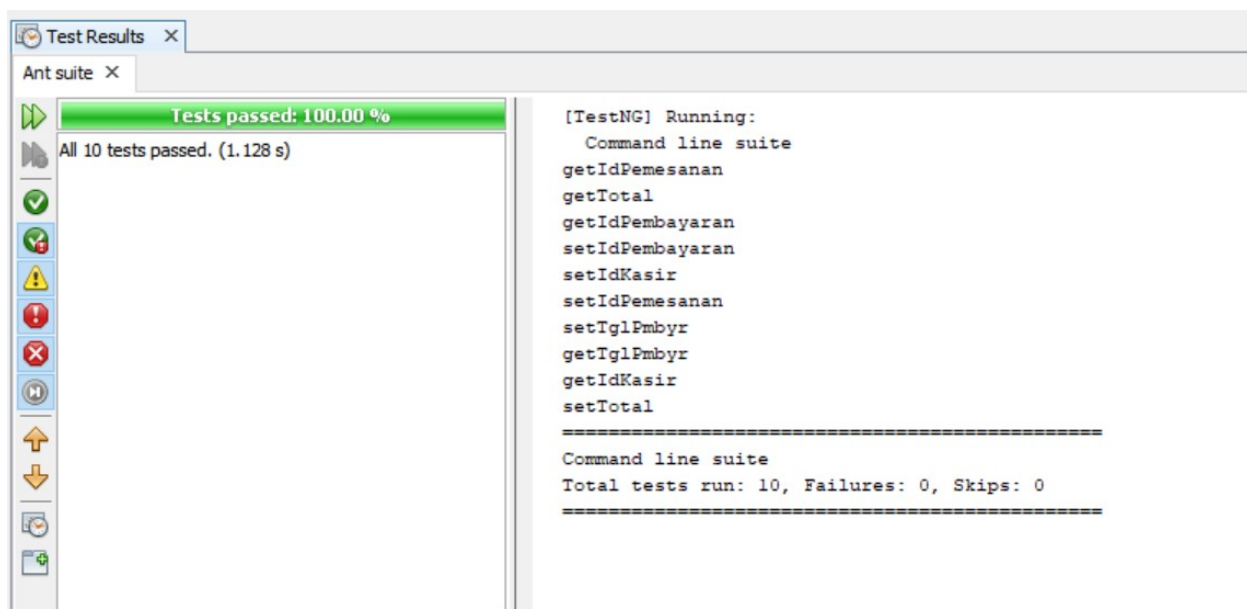 Test Results
Ant suite
Tests passed: 100.00 %
All 10 tests passed. (1.128 s)
[TestNG] Running:
Command line suite
getIdPemesanan
getTotal
getIdPembayaran
setIdPembayaran
setIdKasir
setIdPemesanan
setTglPmbyr
getTglPmbyr
getIdKasir
setTotal
===============================================
Command line suite
Total tests run: 10, Failures: 0, Skips: 0
===============================================